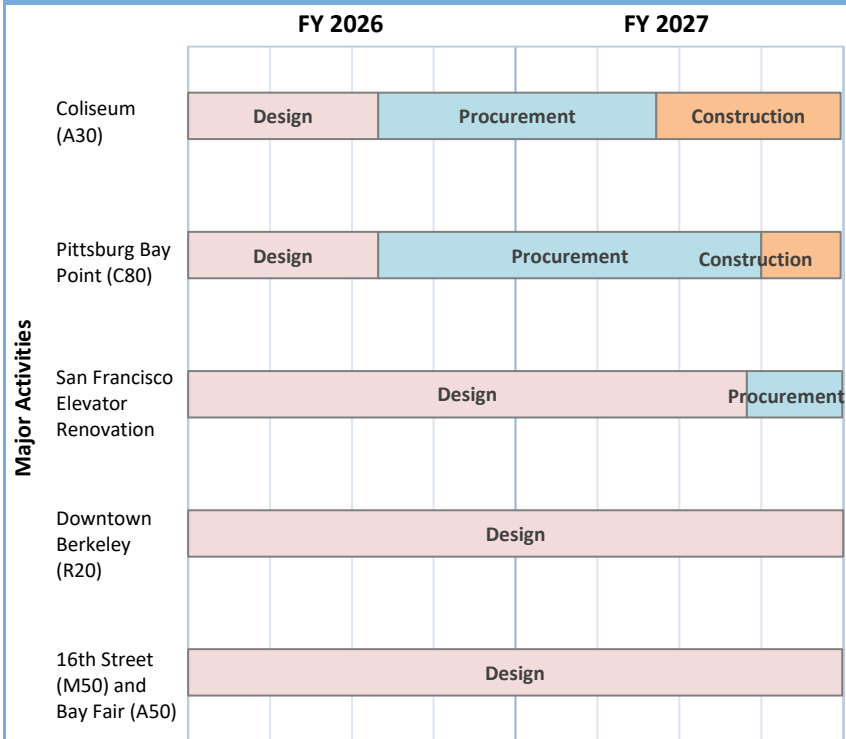 FY 2026 FY 2027
Major Activities
Coliseum
(A30)
Design Procurement Construction
Pittsburg Bay
Point (C80)
Design Procurement Construction
San Francisco
Elevator
Renovation
Design Procurement
Downtown
Berkeley
(R20)
Design
16th Street
(M50) and
Bay Fair (A50)
Design